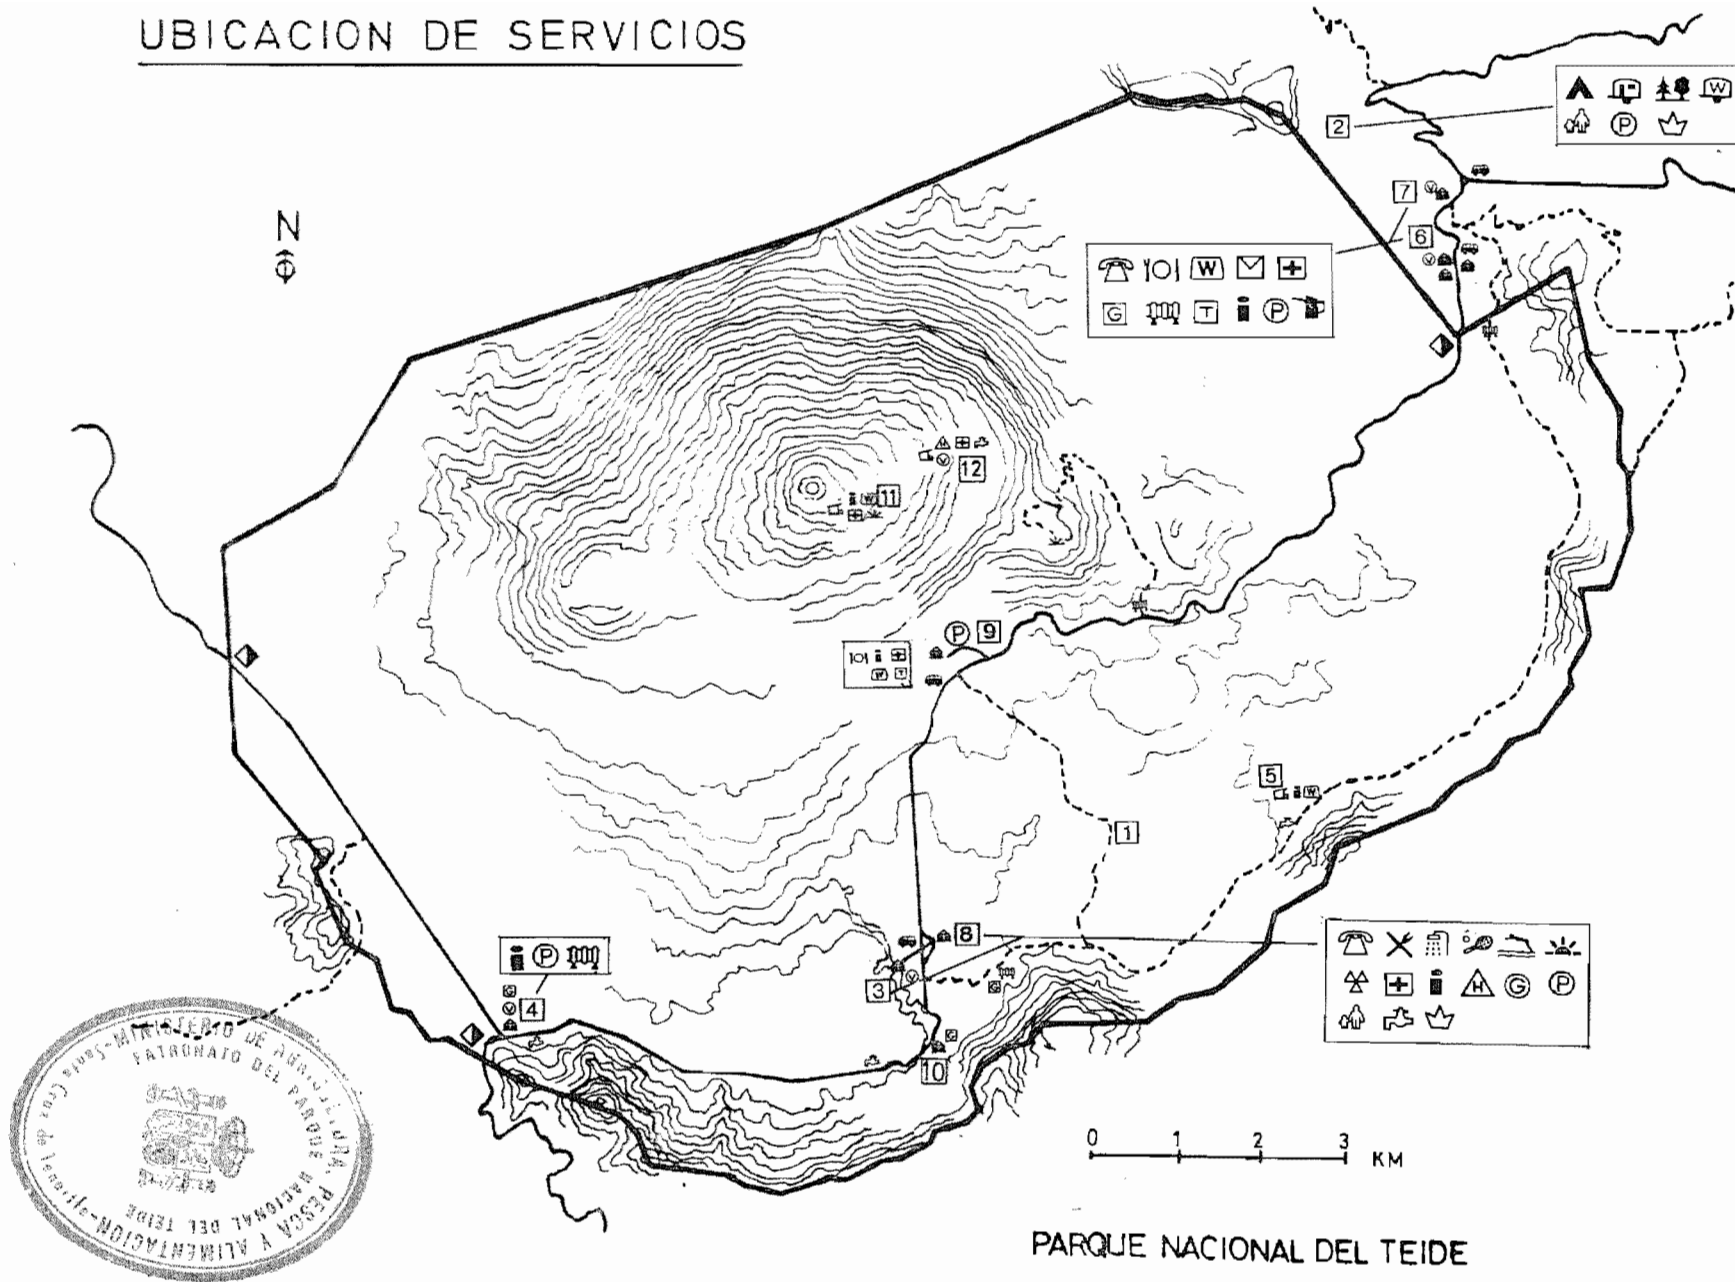 UBICACION DE SERVICIOS
N
2
W
P
7
V
6
V
W
G
T
P
12
H
V
11
W
P
9
W
T
5
W
1
8
3
V
G
P
G
V
4
G
10
H
G
P
MINISTERIO DE AGRICULTURA, PESCA Y ALIMENTACION-
PATRONATO DEL PARQUE NACIONAL DEL TEIDE
0 1 2 3
KM
PARQUE NACIONAL DEL TEIDE